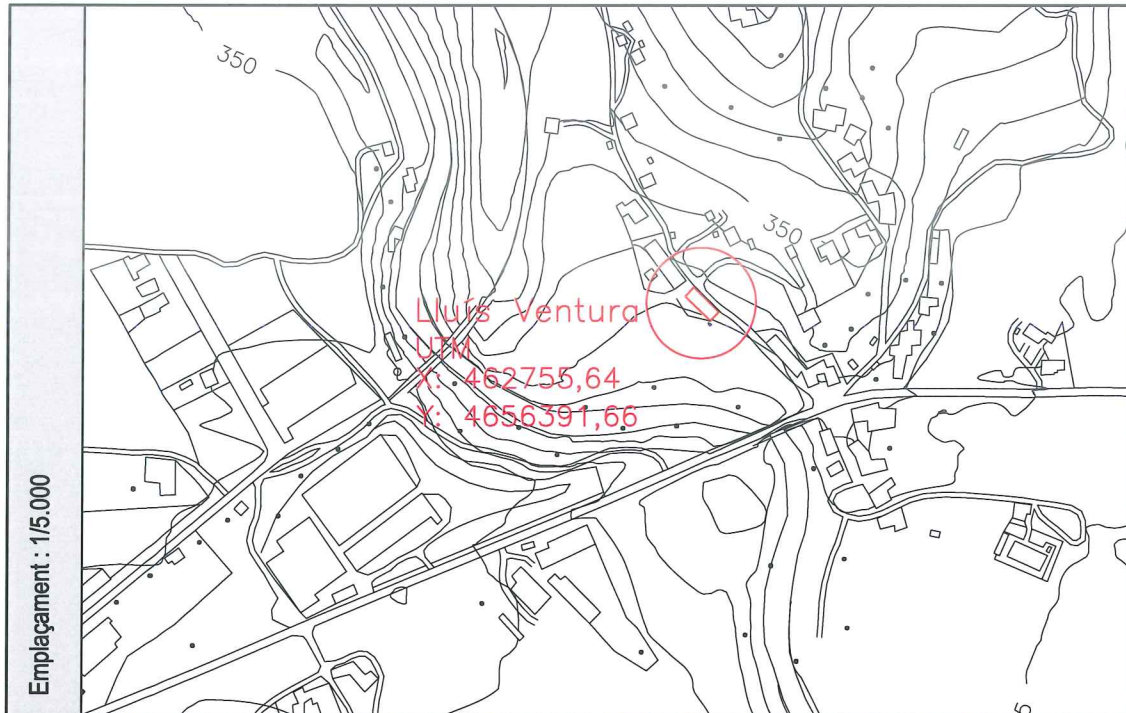 Emplaçament : 1/5.000
350
350
Lluís Ventura
UTM
X: 462755,64
Y: 4656391,66